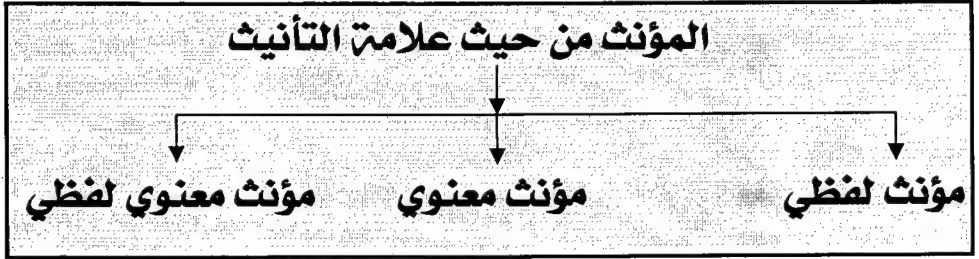 المؤنث من حيث علامة التأنيث
مؤنث لفظي
مؤنث معنوي
مؤنث معنوي لفظي